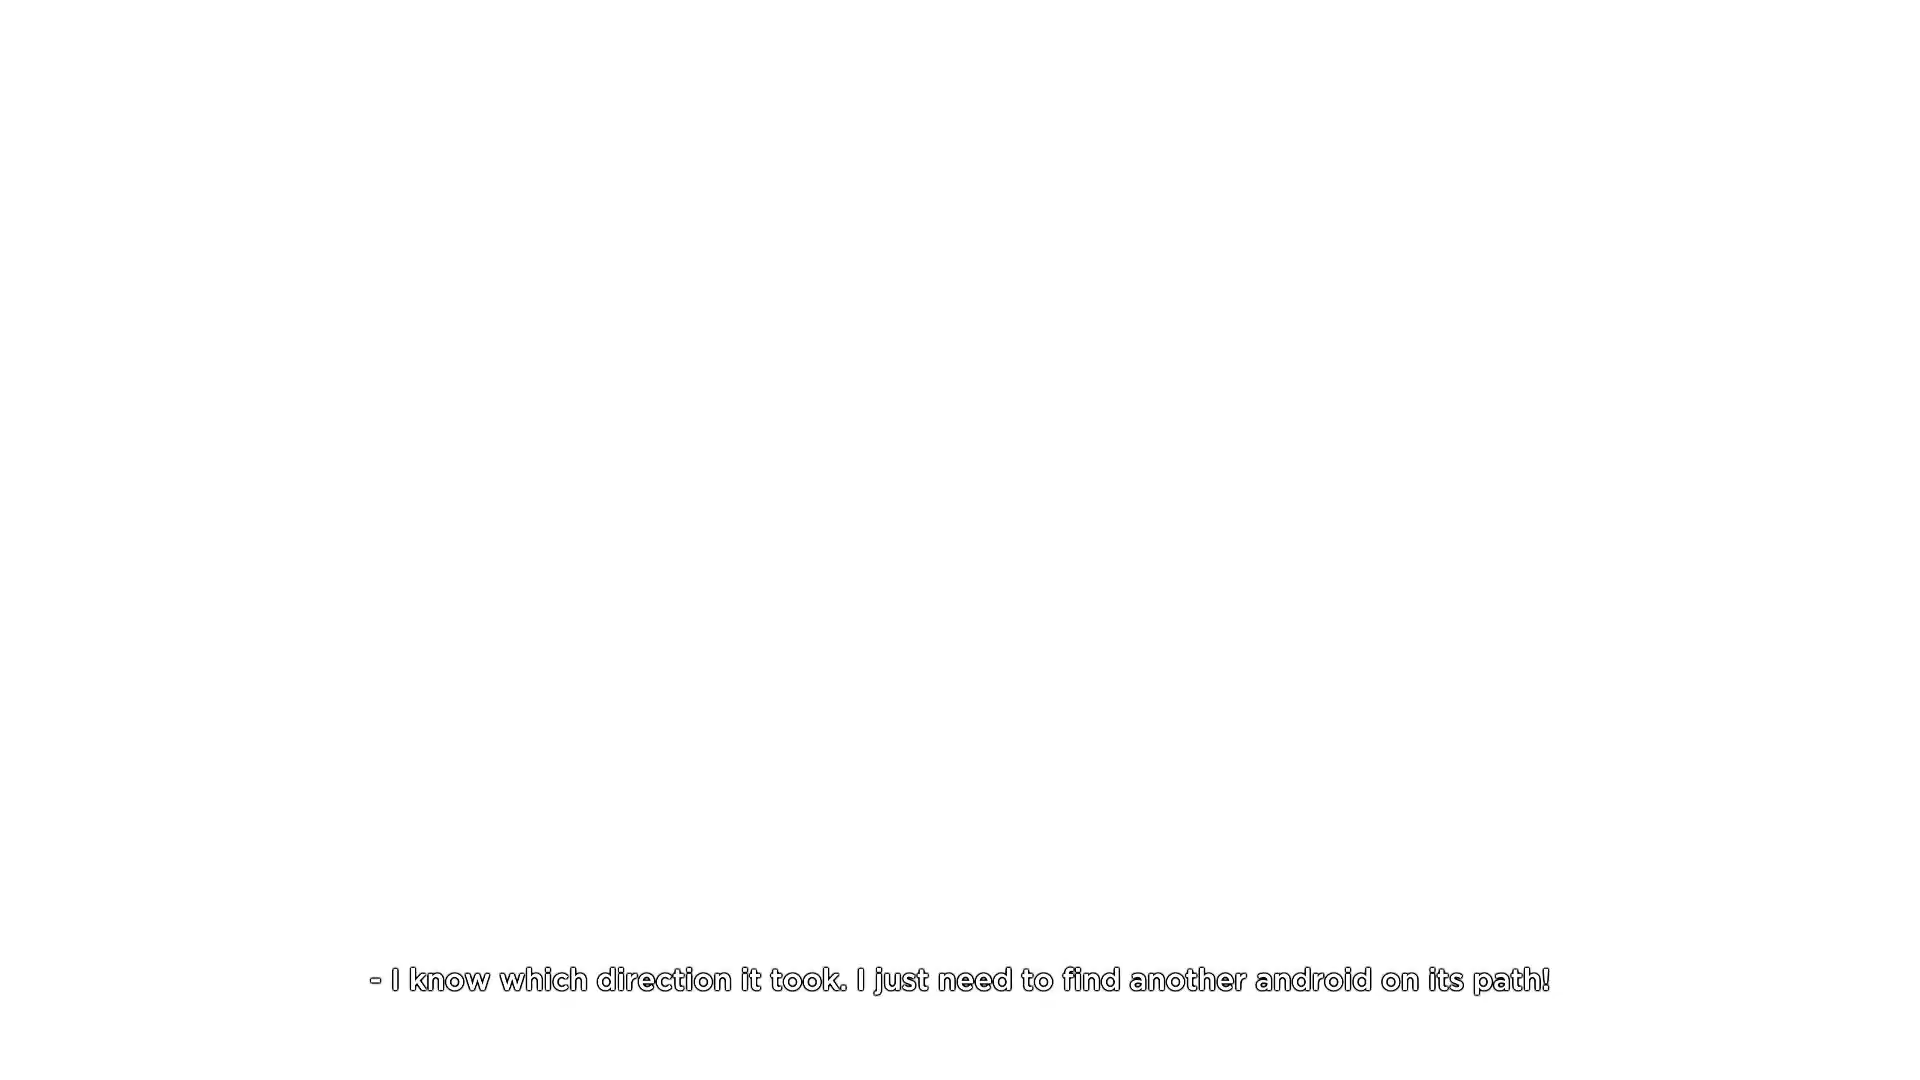 - I know which direction it took. I just need to find another android on its path!